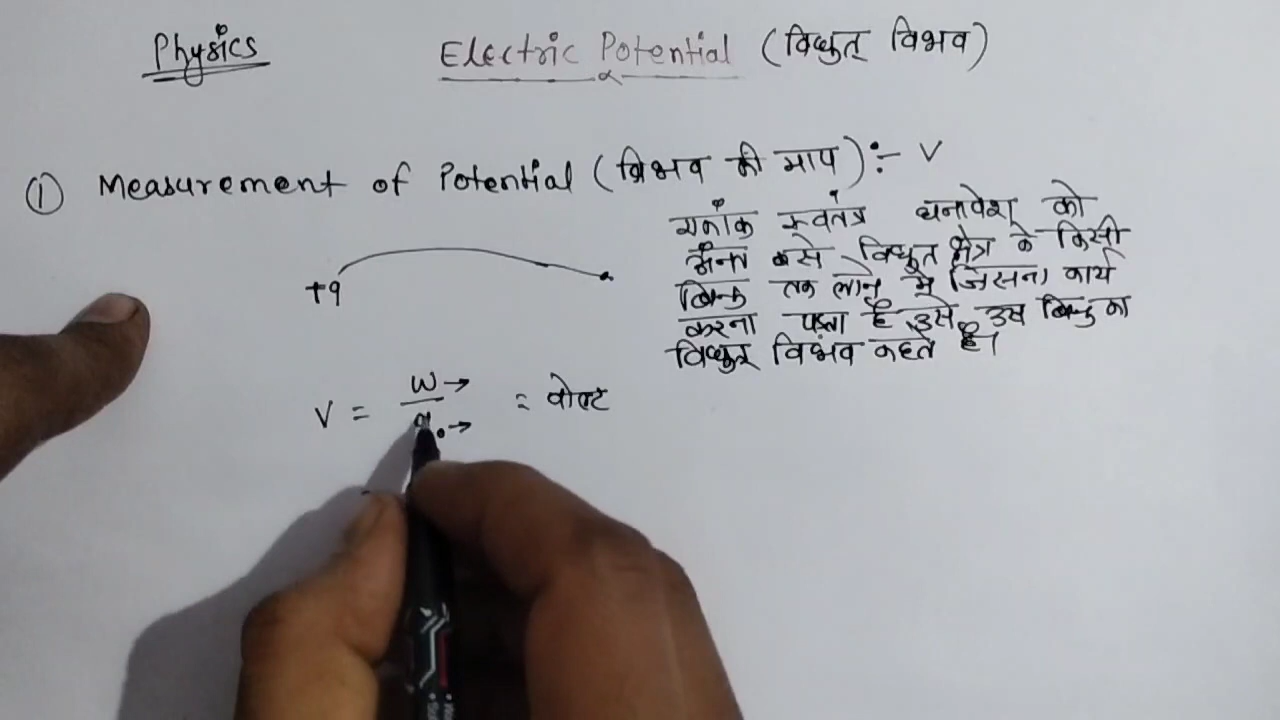 Physics
Electric Potential (विद्युत् विभव)
① Measurement of Potential (विभव की माप) :- V
एकांक स्वतंत्र धनावेश को
से विद्युत क्षेत्र के किसी
बिन्दु तक लाने में जितना कार्य
करना पड़ता है, उसे उस बिन्दु का
विद्युत् विभव कहते है।
+q
V = W→ / q₀→ = वोल्ट